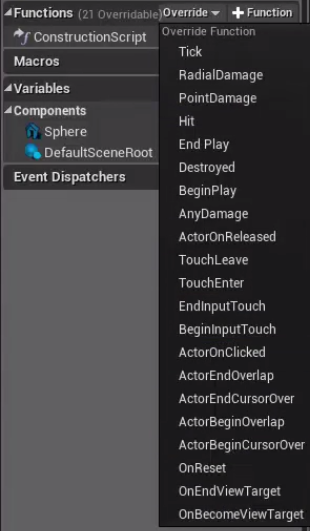 Functions (21 Overridable) Override + Function
ConstructionScript
Macros
Variables
Components
Sphere
DefaultSceneRoot
Event Dispatchers
Override Function
Tick
RadialDamage
PointDamage
Hit
End Play
Destroyed
BeginPlay
AnyDamage
ActorOnReleased
TouchLeave
TouchEnter
EndInputTouch
BeginInputTouch
ActorOnClicked
ActorEndOverlap
ActorEndCursorOver
ActorBeginOverlap
ActorBeginCursorOver
OnReset
OnEndViewTarget
OnBecomeViewTarget